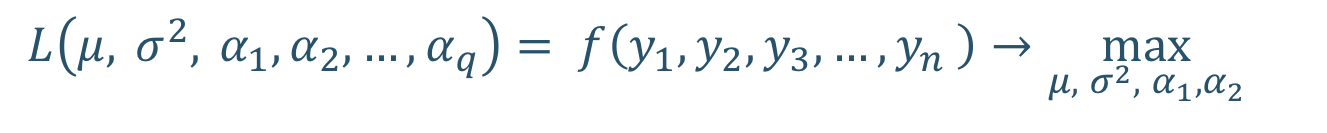 L(μ, σ², α₁, α₂, … , α_q) = f(y₁, y₂, y₃, … , yₙ ) → max
μ, σ², α₁,α₂